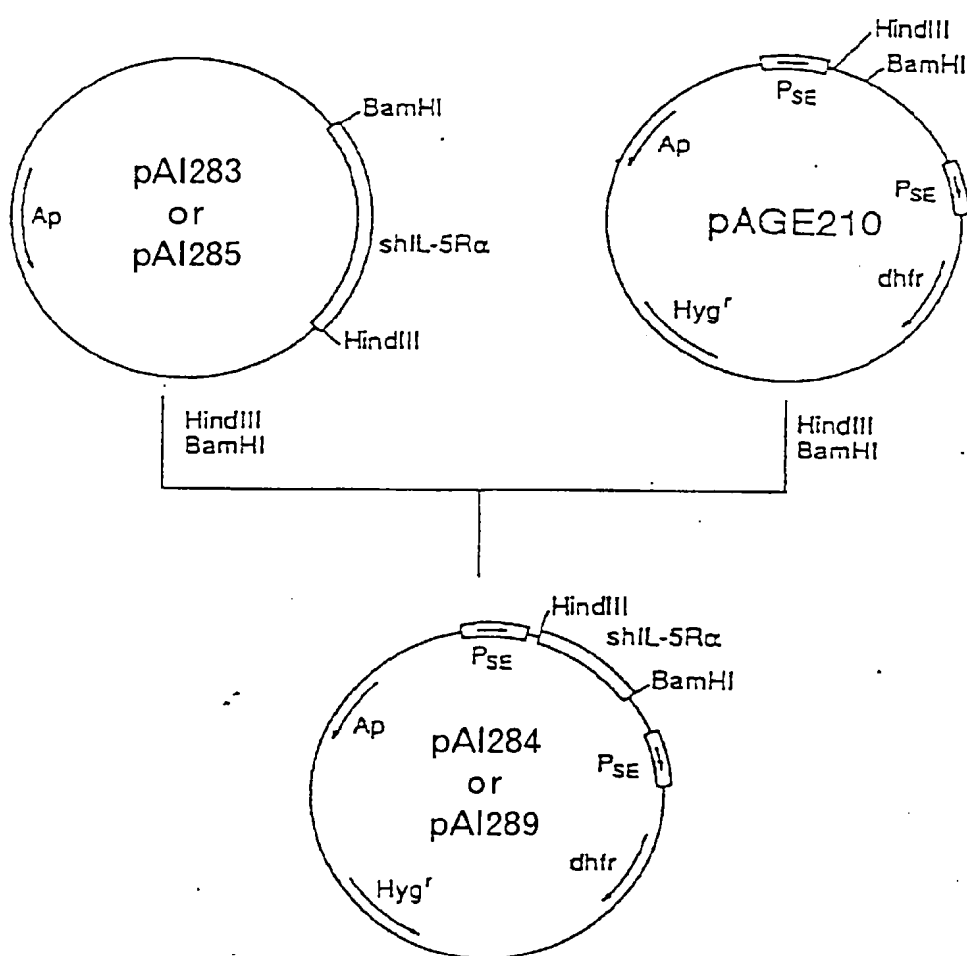 BamHI
pAI283
or
pAI285
Ap
shIL-5Rα
HindIII
HindIII
BamHI
PSE
Ap
PSE
pAGE210
dhfr
Hygr
HindIII
BamHI
HindIII
BamHI
HindIII
shIL-5Rα
PSE
BamHI
Ap
pAI284
or
pAI289
PSE
dhfr
Hygr